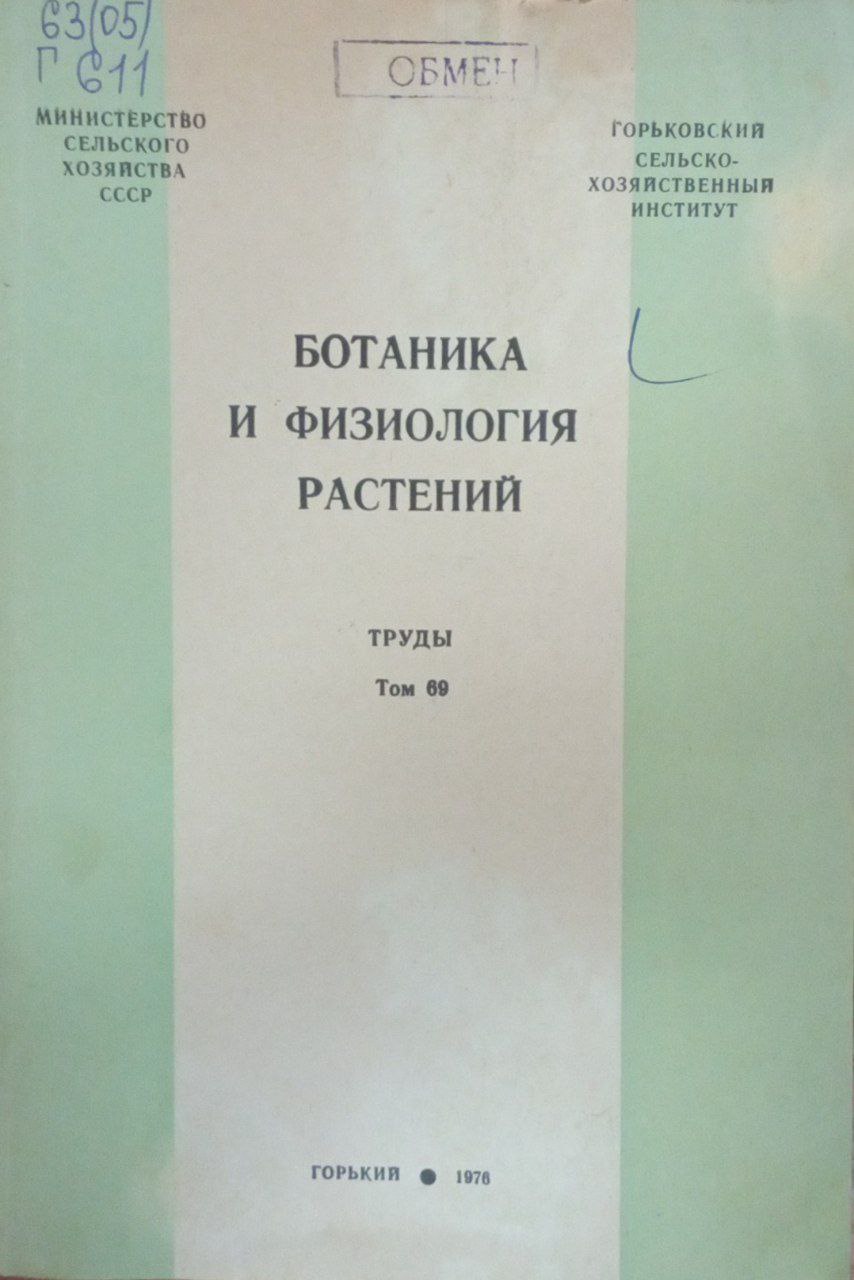 63(05)
Г 611
ОБМЕН
МИНИСТЕРСТВО
СЕЛЬСКОГО
ХОЗЯЙСТВА
СССР
ГОРЬКОВСКИЙ
СЕЛЬСКО-
ХОЗЯЙСТВЕННЫЙ
ИНСТИТУТ
БОТАНИКА
И ФИЗИОЛОГИЯ
РАСТЕНИЙ
ТРУДЫ
Том 69
ГОРЬКИЙ ● 1976